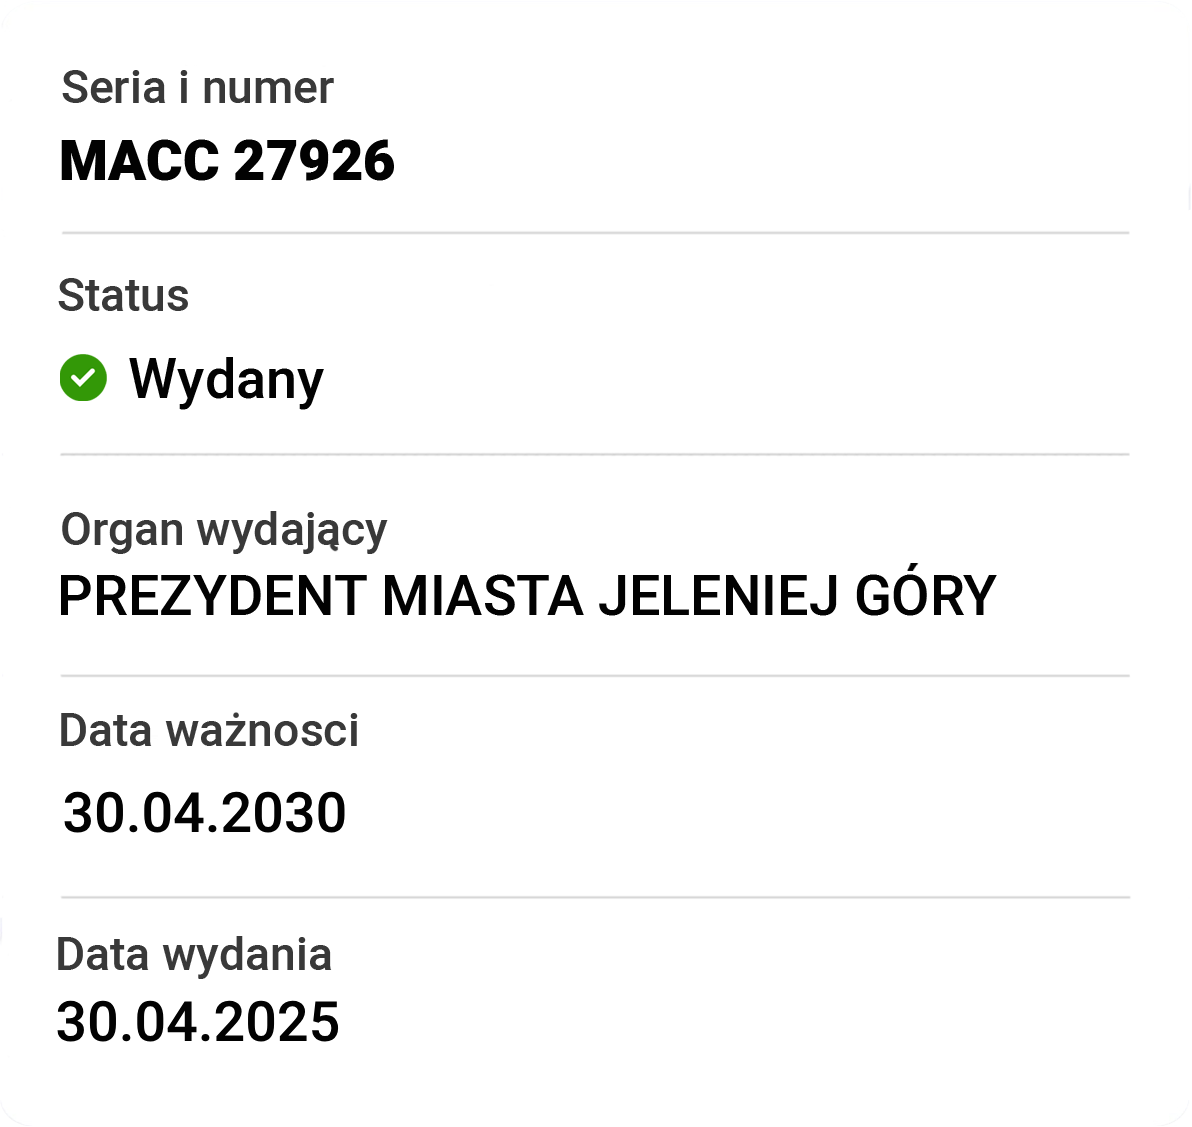 Seria i numer
MACC 27926
Status
Wydany
Organ wydający
PREZYDENT MIASTA JELENIEJ GÓRY
Data ważnosci
30.04.2030
Data wydania
30.04.2025